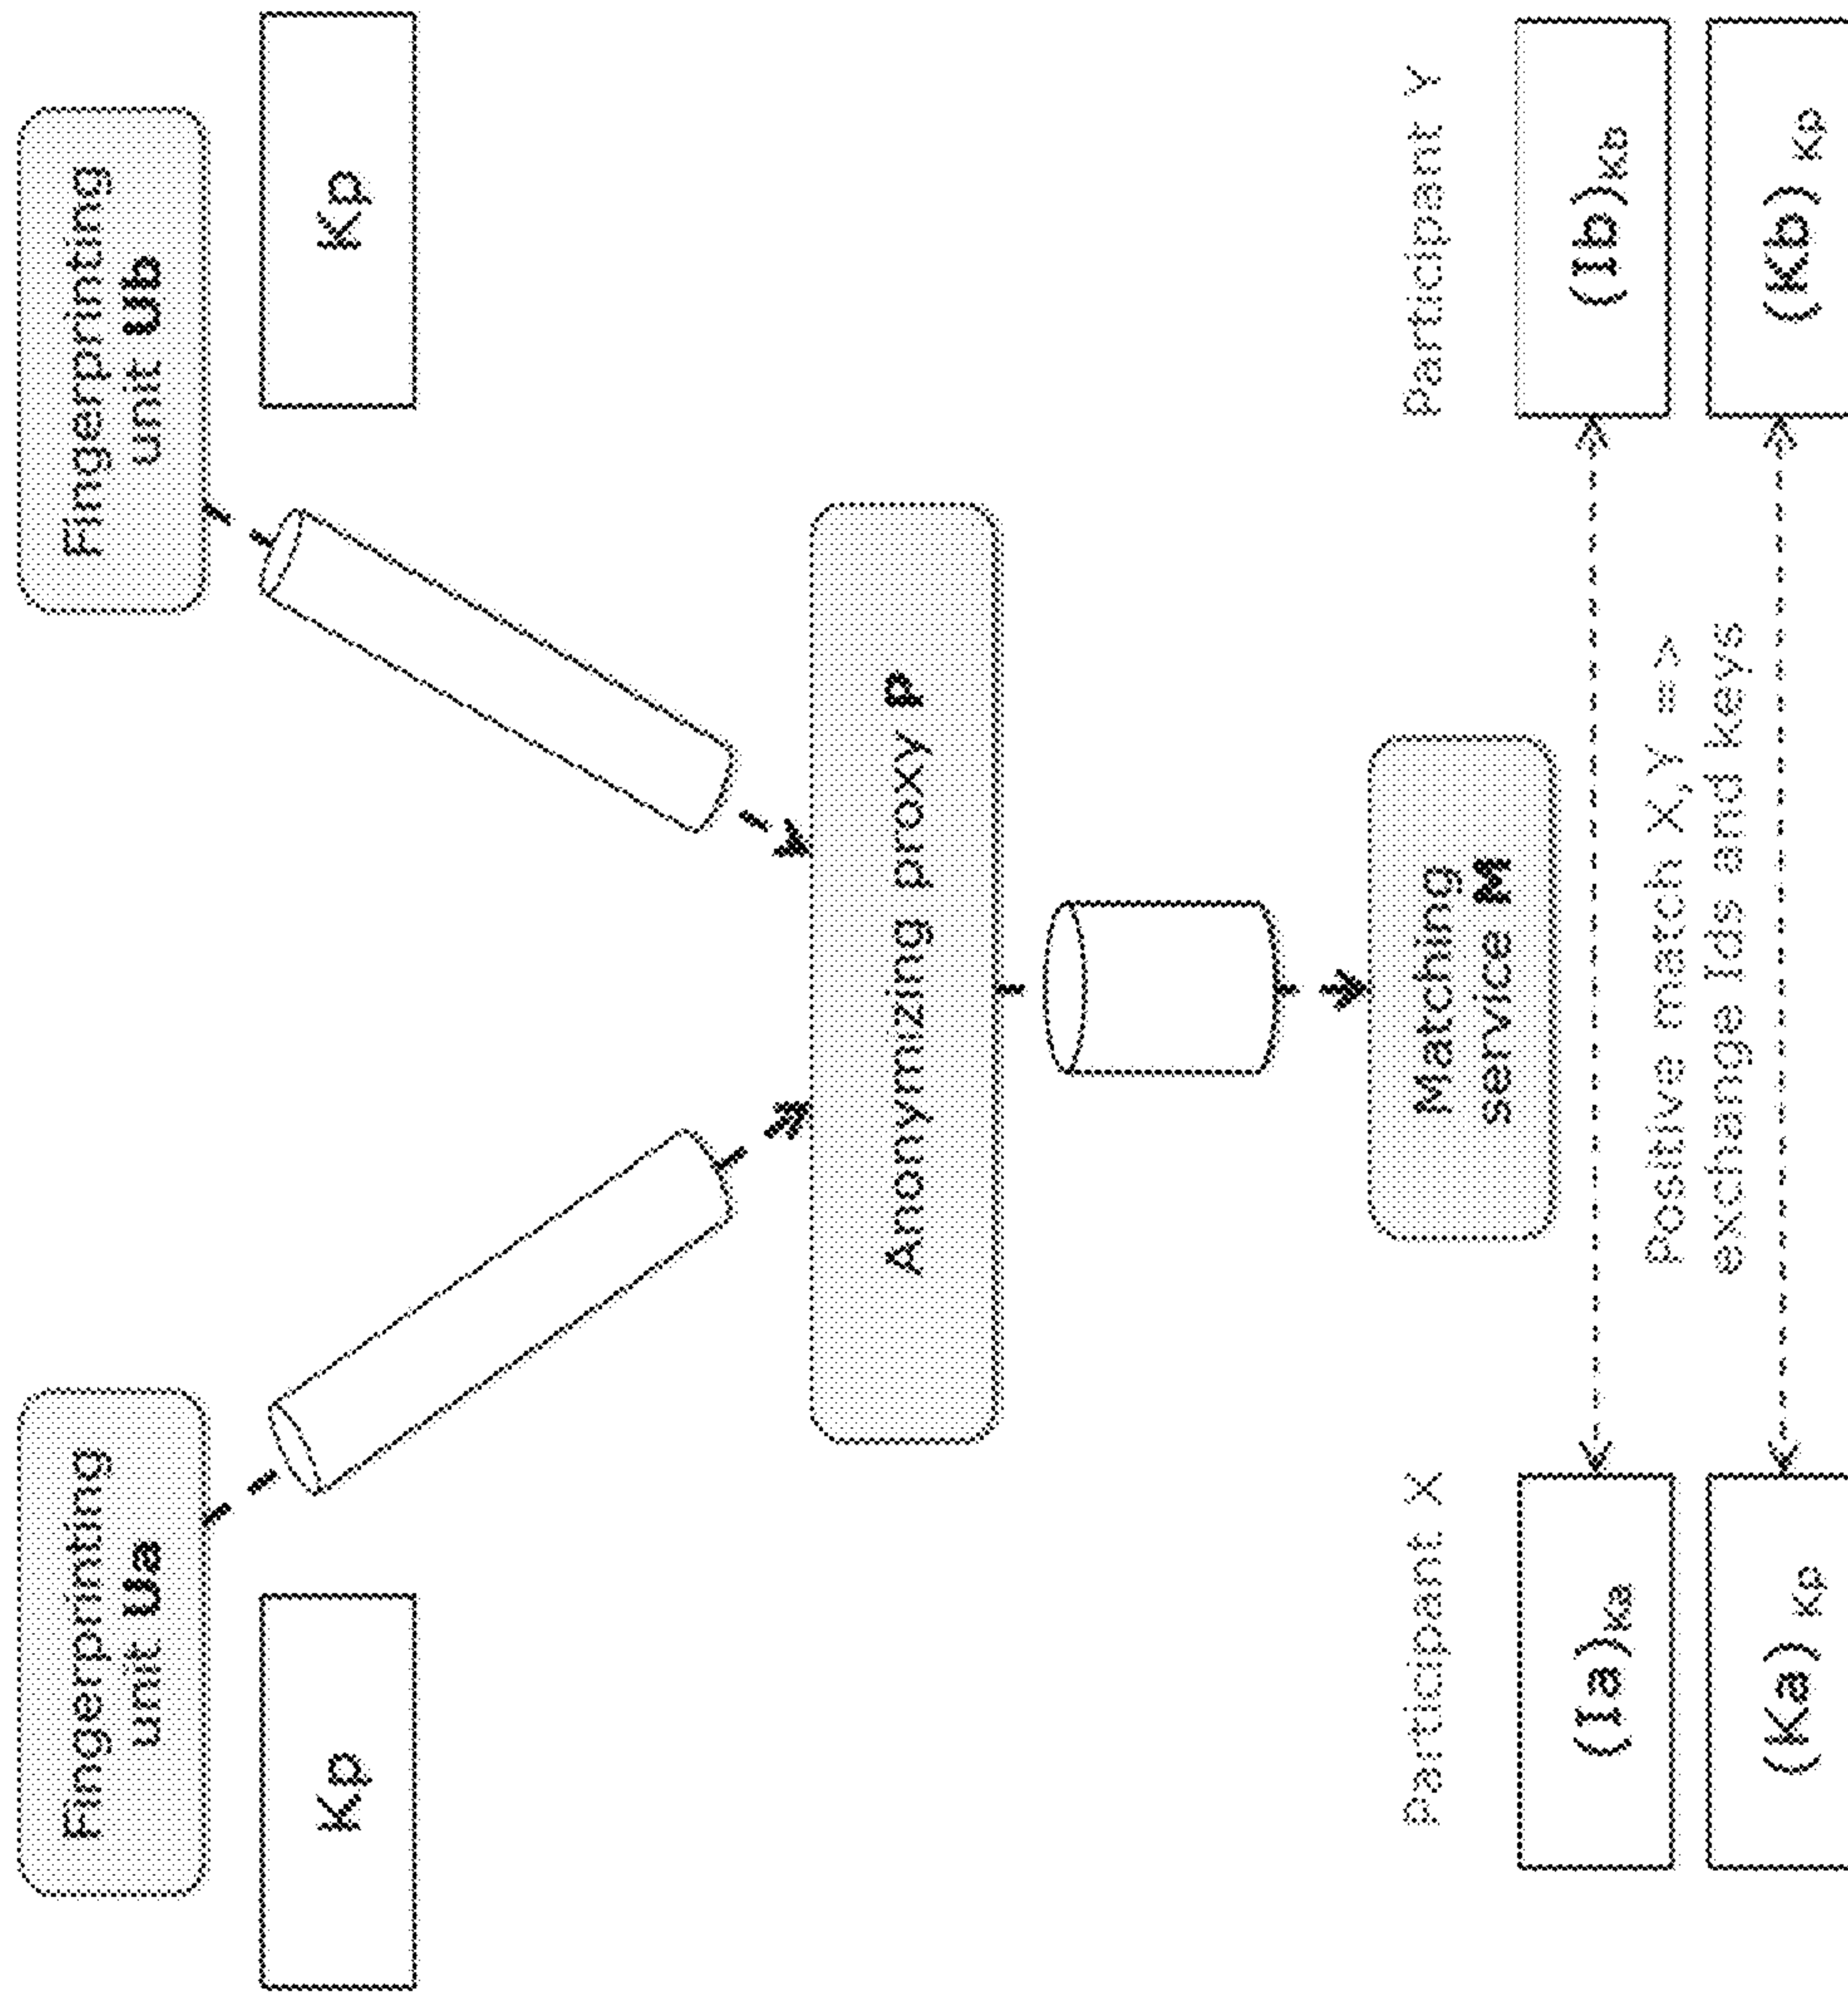 Fingerprinting
unit Ua
Fingerprinting
unit Ub
Kp
Kp
Anonymizing proxy P
Matching
service M
Participant X
Participant Y
(Ia)Ka
(Ib)Kb
Positive match X,Y =>
exchange Ids and keys
(Ka) Kp
(Kb) Kp